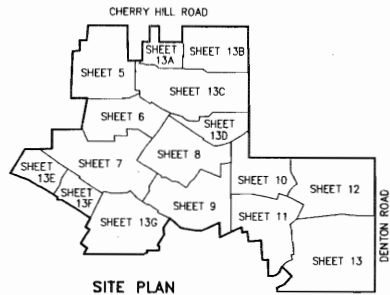 CHERRY HILL ROAD
SHEET 13A
SHEET 13B
SHEET 5
SHEET 13C
SHEET 6
SHEET 13D
SHEET 8
SHEET 7
SHEET 13E
SHEET 10
SHEET 12
SHEET 13F
SHEET 9
SHEET 11
SHEET 13G
SHEET 13
DENTON ROAD
SITE PLAN